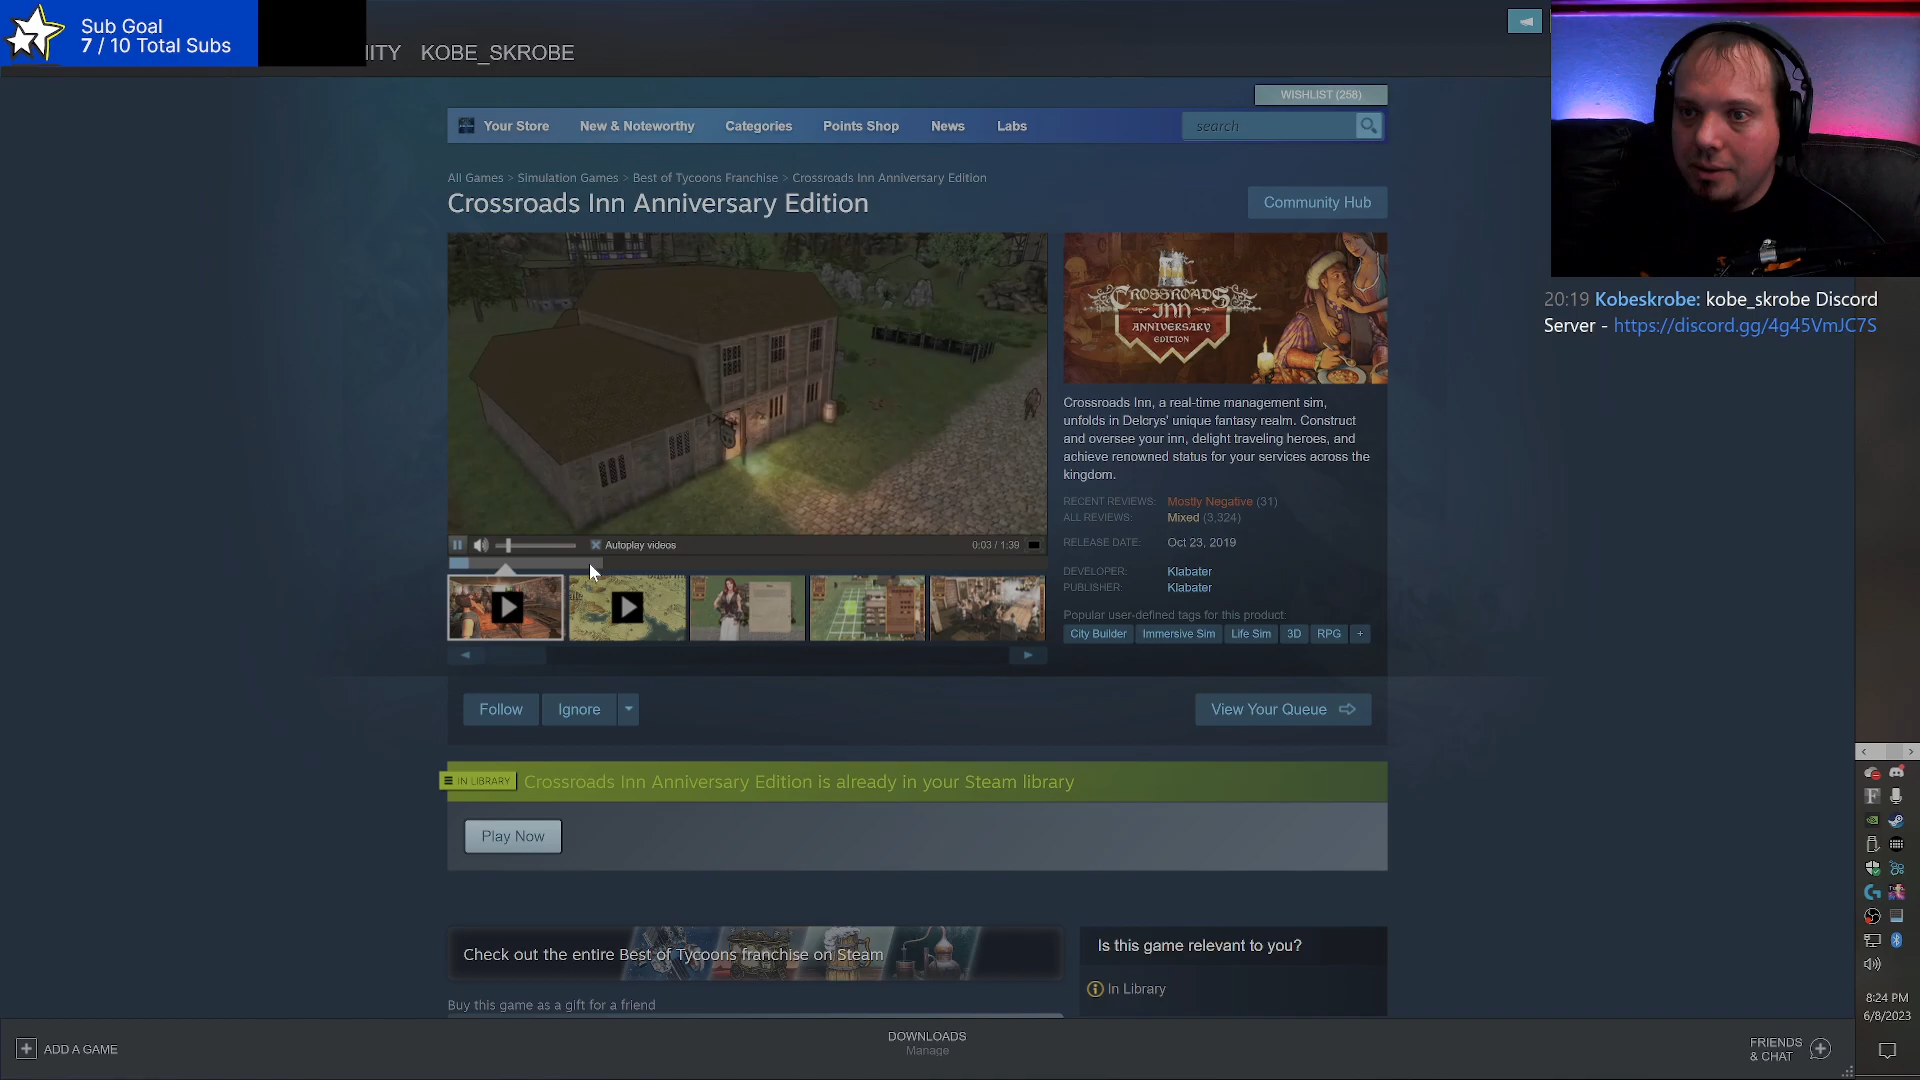 Sub Goal
7 / 10 Total Subs
ITY KOBE_SKROBE
WISHLIST (258)
Your Store New & Noteworthy Categories Points Shop News Labs search
All Games > Simulation Games > Best of Tycoons Franchise > Crossroads Inn Anniversary Edition
Crossroads Inn Anniversary Edition
Community Hub
CROSSROADS
INN
ANNIVERSARY
EDITION
Crossroads Inn, a real-time management sim,
unfolds in Delcrys' unique fantasy realm. Construct
and oversee your inn, delight traveling heroes, and
achieve renowned status for your services across the
kingdom.
RECENT REVIEWS: Mostly Negative (31)
ALL REVIEWS: Mixed (3,324)
RELEASE DATE: Oct 23, 2019
DEVELOPER: Klabater
PUBLISHER: Klabater
Popular user-defined tags for this product:
City Builder Immersive Sim Life Sim 3D RPG +
Autoplay videos 0:03 / 1:39
Follow Ignore View Your Queue
IN LIBRARY Crossroads Inn Anniversary Edition is already in your Steam library
Play Now
Check out the entire Best of Tycoons franchise on Steam
Is this game relevant to you?
In Library
Buy this game as a gift for a friend
ADD A GAME
DOWNLOADS
Manage
FRIENDS
& CHAT
20:19 Kobeskrobe: kobe_skrobe Discord
Server - https://discord.gg/4g45VmJC7S
8:24 PM
6/8/2023